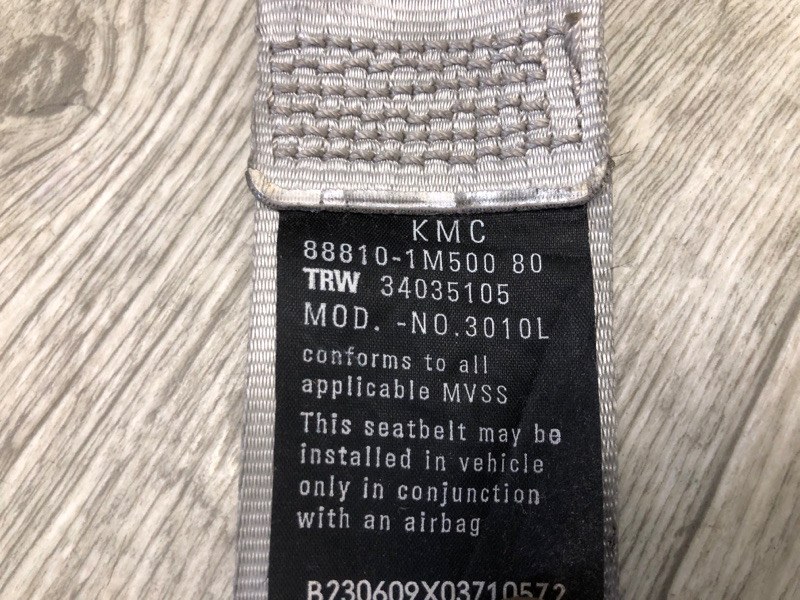 KMC
88810-1M500 80
TRW 34035105
MOD. -NO.3010L
conforms to all
applicable MVSS
This seatbelt may be
installed in vehicle
only in conjunction
with an airbag
B230609X03710572